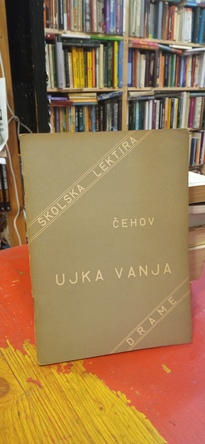 ŠKOLSKA LEKTIRA
ČEHOV
UJKA VANJA
DRAME